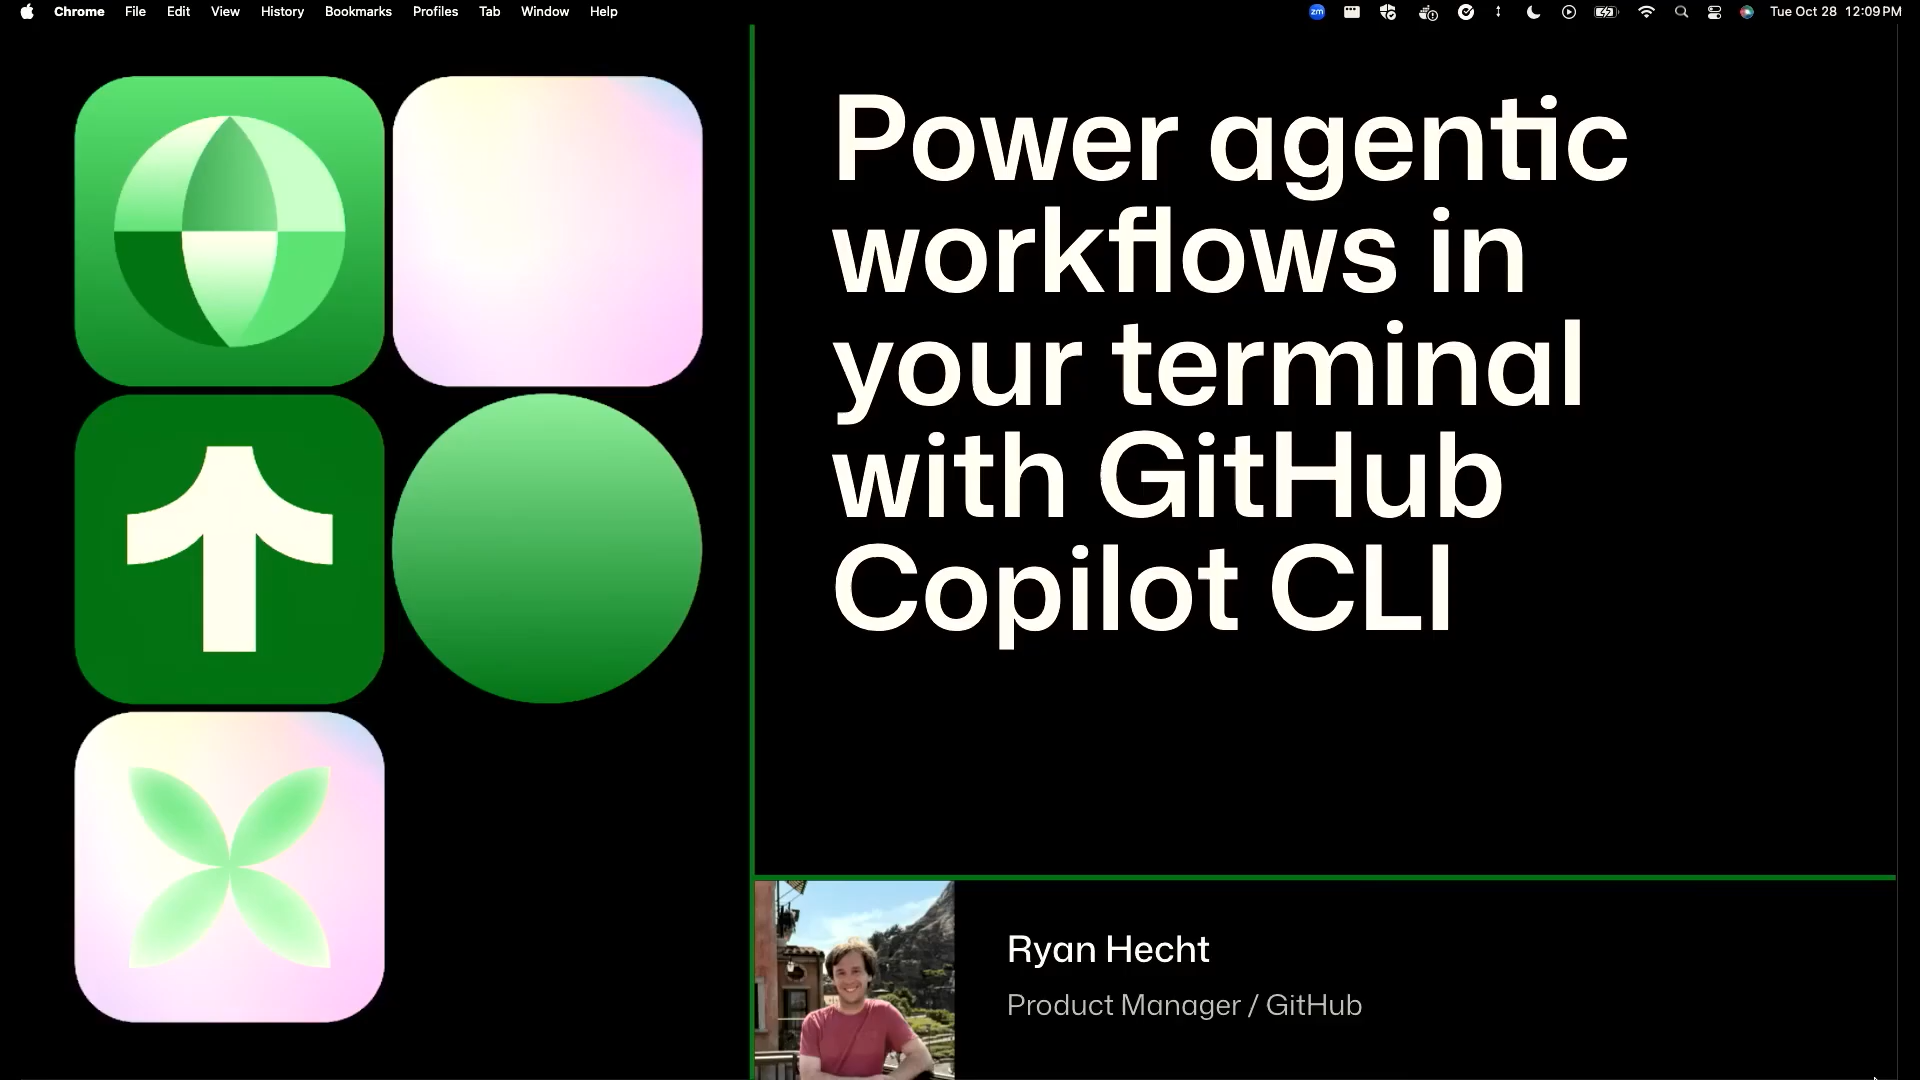 Chrome File Edit View History Bookmarks Profiles Tab Window Help zm Tue Oct 28 12:09 PM
Power agentic
workflows in
your terminal
with GitHub
Copilot CLI
Ryan Hecht
Product Manager / GitHub